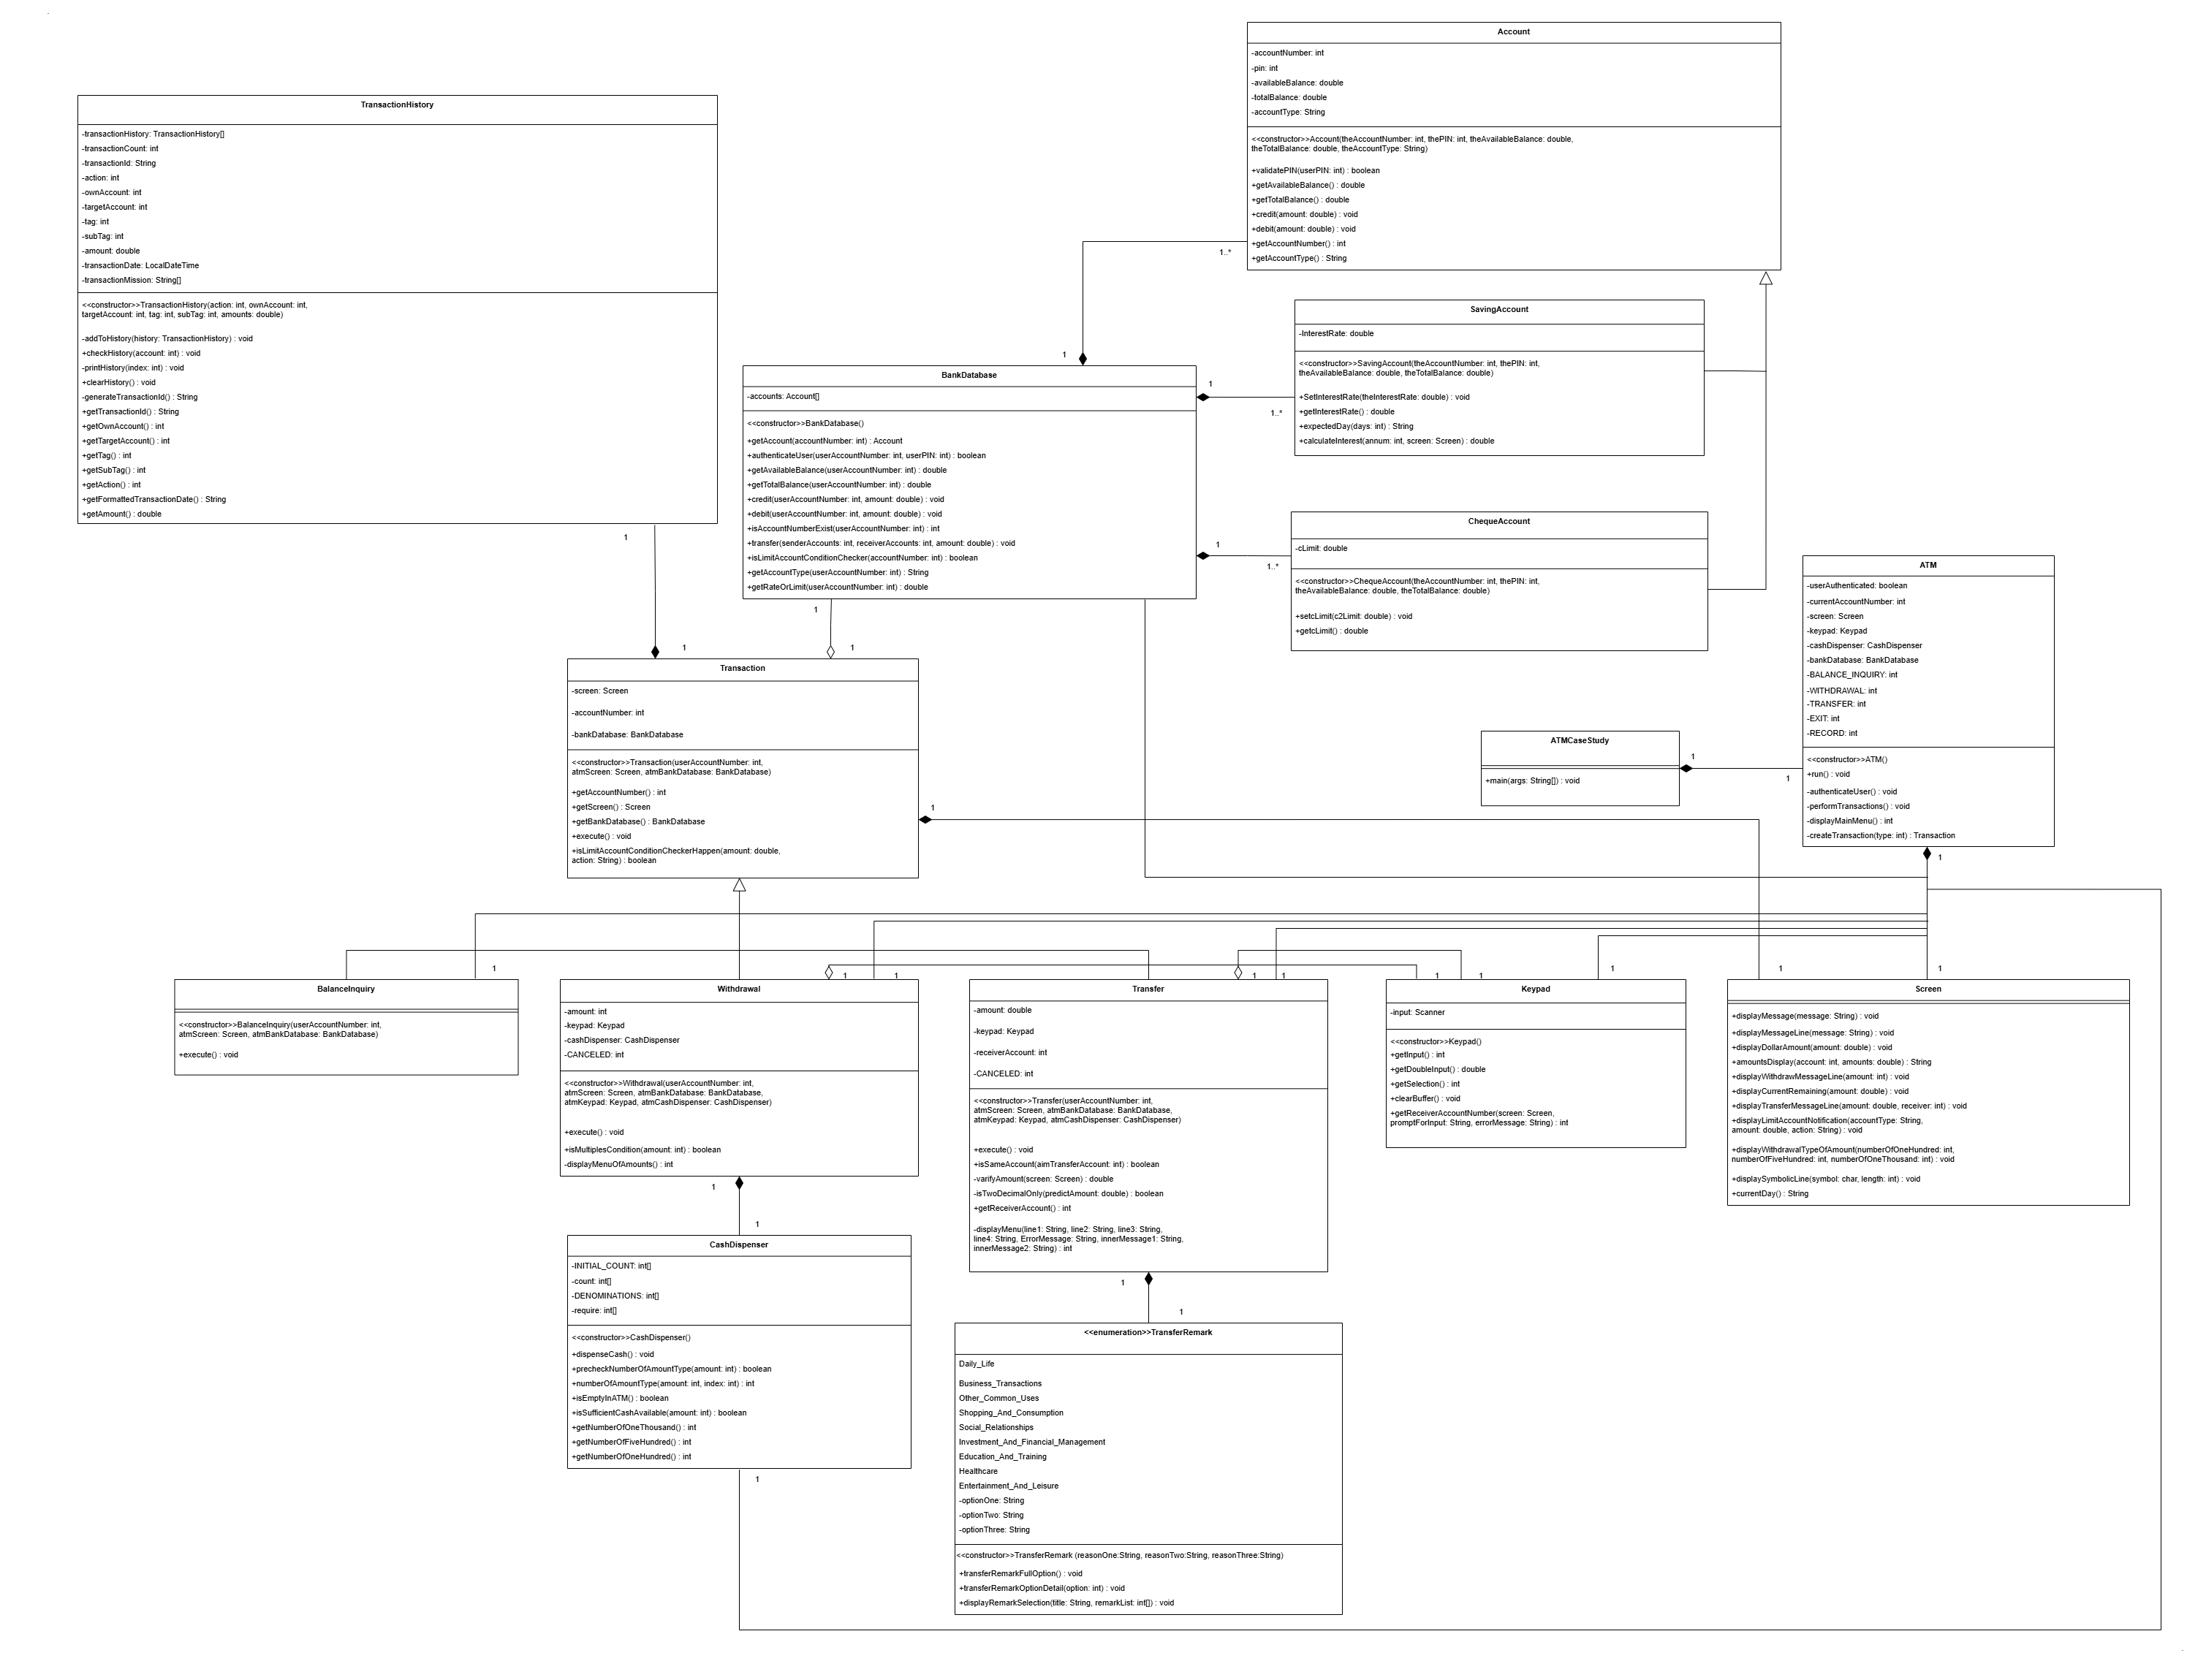 Account
-accountNumber: int
-pin: int
-availableBalance: double
-totalBalance: double
-accountType: String
<<constructor>>Account(theAccountNumber: int, thePIN: int, theAvailableBalance: double,
theTotalBalance: double, theAccountType: String)
+validatePIN(userPIN: int) : boolean
+getAvailableBalance() : double
+getTotalBalance() : double
+credit(amount: double) : void
+debit(amount: double) : void
+getAccountNumber() : int
+getAccountType() : String
1..*
TransactionHistory
-transactionHistory: TransactionHistory[]
-transactionCount: int
-transactionId: String
-action: int
-ownAccount: int
-targetAccount: int
-tag: int
-subTag: int
-amount: double
-transactionDate: LocalDateTime
-transactionMission: String[]
<<constructor>>TransactionHistory(action: int, ownAccount: int,
targetAccount: int, tag: int, subTag: int, amounts: double)
-addToHistory(history: TransactionHistory) : void
+checkHistory(account: int) : void
-printHistory(index: int) : void
+clearHistory() : void
-generateTransactionId() : String
+getTransactionId() : String
+getOwnAccount() : int
+getTargetAccount() : int
+getTag() : int
+getSubTag() : int
+getAction() : int
+getFormattedTransactionDate() : String
+getAmount() : double
1
1
BankDatabase
-accounts: Account[]
<<constructor>>BankDatabase()
+getAccount(accountNumber: int) : Account
+authenticateUser(userAccountNumber: int, userPIN: int) : boolean
+getAvailableBalance(userAccountNumber: int) : double
+getTotalBalance(userAccountNumber: int) : double
+credit(userAccountNumber: int, amount: double) : void
+debit(userAccountNumber: int, amount: double) : void
+isAccountNumberExist(userAccountNumber: int) : int
+transfer(senderAccounts: int, receiverAccounts: int, amount: double) : void
+isLimitAccountConditionChecker(accountNumber: int) : boolean
+getAccountType(userAccountNumber: int) : String
+getRateOrLimit(userAccountNumber: int) : double
1
1..*
1
1..*
1
1
1
SavingAccount
-InterestRate: double
<<constructor>>SavingAccount(theAccountNumber: int, thePIN: int,
theAvailableBalance: double, theTotalBalance: double)
+SetInterestRate(theInterestRate: double) : void
+getInterestRate() : double
+expectedDay(days: int) : String
+calculateInterest(annum: int, screen: Screen) : double
ChequeAccount
-cLimit: double
<<constructor>>ChequeAccount(theAccountNumber: int, thePIN: int,
theAvailableBalance: double, theTotalBalance: double)
+setcLimit(c2Limit: double) : void
+getcLimit() : double
ATM
-userAuthenticated: boolean
-currentAccountNumber: int
-screen: Screen
-keypad: Keypad
-cashDispenser: CashDispenser
-bankDatabase: BankDatabase
-BALANCE_INQUIRY: int
-WITHDRAWAL: int
-TRANSFER: int
-EXIT: int
-RECORD: int
<<constructor>>ATM()
+run() : void
-authenticateUser() : void
-performTransactions() : void
-displayMainMenu() : int
-createTransaction(type: int) : Transaction
1
ATMCaseStudy
+main(args: String[]) : void
1
1
Transaction
-screen: Screen
-accountNumber: int
-bankDatabase: BankDatabase
<<constructor>>Transaction(userAccountNumber: int,
atmScreen: Screen, atmBankDatabase: BankDatabase)
+getAccountNumber() : int
+getScreen() : Screen
+getBankDatabase() : BankDatabase
+execute() : void
+isLimitAccountConditionCheckerHappen(amount: double,
action: String) : boolean
1
1
1
1
1
1
1
1
1
1
1
BalanceInquiry
<<constructor>>BalanceInquiry(userAccountNumber: int,
atmScreen: Screen, atmBankDatabase: BankDatabase)
+execute() : void
Withdrawal
-amount: int
-keypad: Keypad
-cashDispenser: CashDispenser
-CANCELED: int
<<constructor>>Withdrawal(userAccountNumber: int,
atmScreen: Screen, atmBankDatabase: BankDatabase,
atmKeypad: Keypad, atmCashDispenser: CashDispenser)
+execute() : void
+isMultiplesCondition(amount: int) : boolean
-displayMenuOfAmounts() : int
1
1
Transfer
-amount: double
-keypad: Keypad
-receiverAccount: int
-CANCELED: int
<<constructor>>Transfer(userAccountNumber: int,
atmScreen: Screen, atmBankDatabase: BankDatabase,
atmKeypad: Keypad, atmCashDispenser: CashDispenser)
+execute() : void
+isSameAccount(aimTransferAccount: int) : boolean
-varifyAmount(screen: Screen) : double
-isTwoDecimalOnly(predictAmount: double) : boolean
+getReceiverAccount() : int
-displayMenu(line1: String, line2: String, line3: String,
line4: String, ErrorMessage: String, innerMessage1: String,
innerMessage2: String) : int
1
1
Keypad
-input: Scanner
<<constructor>>Keypad()
+getInput() : int
+getDoubleInput() : double
+getSelection() : int
+clearBuffer() : void
+getReceiverAccountNumber(screen: Screen,
promptForInput: String, errorMessage: String) : int
Screen
+displayMessage(message: String) : void
+displayMessageLine(message: String) : void
+displayDollarAmount(amount: double) : void
+amountsDisplay(account: int, amounts: double) : String
+displayWithdrawMessageLine(amount: int) : void
+displayCurrentRemaining(amount: double) : void
+displayTransferMessageLine(amount: double, receiver: int) : void
+displayLimitAccountNotification(accountType: String,
amount: double, action: String) : void
+displayWithdrawalTypeOfAmount(numberOfOneHundred: int,
numberOfFiveHundred: int, numberOfOneThousand: int) : void
+displaySymbolicLine(symbol: char, length: int) : void
+currentDay() : String
CashDispenser
-INITIAL_COUNT: int[]
-count: int[]
-DENOMINATIONS: int[]
-require: int[]
<<constructor>>CashDispenser()
+dispenseCash() : void
+precheckNumberOfAmountType(amount: int) : boolean
+numberOfAmountType(amount: int, index: int) : int
+isEmptyInATM() : boolean
+isSufficientCashAvailable(amount: int) : boolean
+getNumberOfOneThousand() : int
+getNumberOfFiveHundred() : int
+getNumberOfOneHundred() : int
1
<<enumeration>>TransferRemark
Daily_Life
Business_Transactions
Other_Common_Uses
Shopping_And_Consumption
Social_Relationships
Investment_And_Financial_Management
Education_And_Training
Healthcare
Entertainment_And_Leisure
-optionOne: String
-optionTwo: String
-optionThree: String
<<constructor>>TransferRemark (reasonOne:String, reasonTwo:String, reasonThree:String)
+transferRemarkFullOption() : void
+transferRemarkOptionDetail(option: int) : void
+displayRemarkSelection(title: String, remarkList: int[]) : void